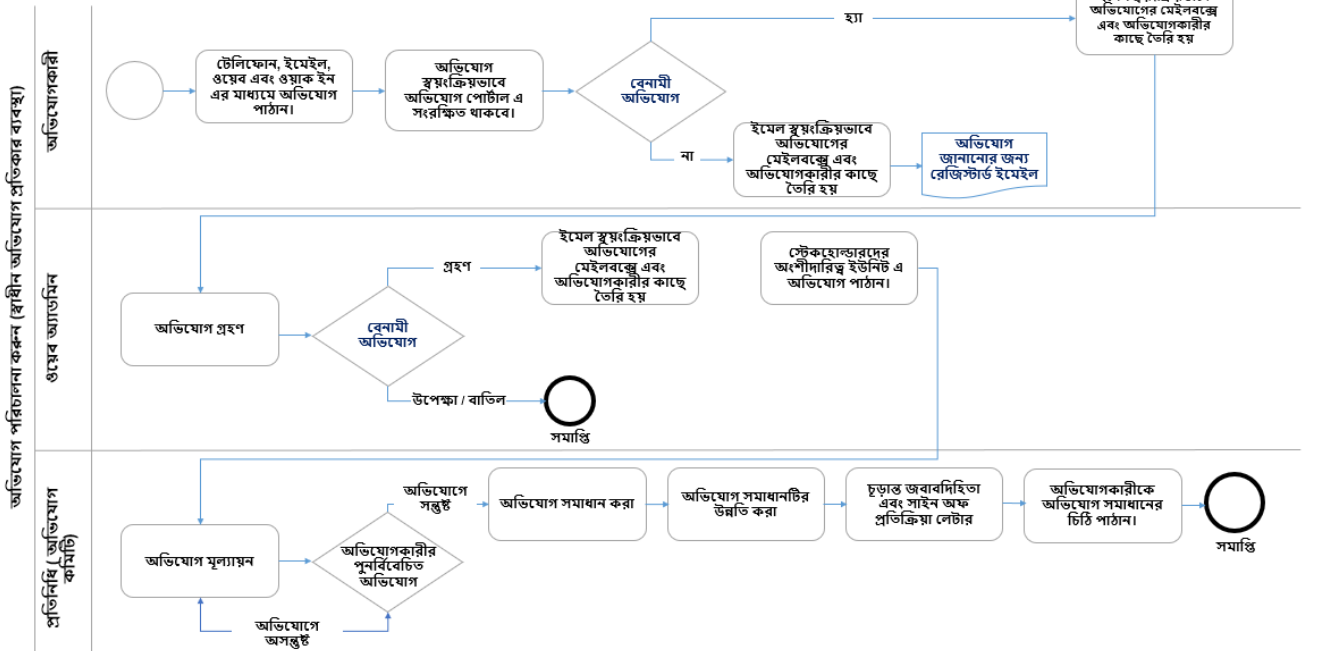 অভিযোগ পরিচালনা করুন (স্বাধীন অভিযোগ প্রতিকার ব্যবস্থা)
অভিযোগকারী
টেলিফোন, ইমেইল,
ওয়েব এবং ওয়াক ইন
এর মাধ্যমে অভিযোগ
পাঠান।
অভিযোগ
স্বয়ংক্রিয়ভাবে
অভিযোগ পোর্টাল এ
সংরক্ষিত থাকবে।
বেনামী
অভিযোগ
হ্যা
অভিযোগের মেইলবক্সে
এবং অভিযোগকারীর
কাছে তৈরি হয়
না
ইমেল স্বয়ংক্রিয়ভাবে
অভিযোগের
মেইলবক্সে এবং
অভিযোগকারীর কাছে
তৈরি হয়
অভিযোগ
জানানোর জন্য
রেজিস্টার্ড ইমেইল
ওয়েব অ্যাডমিন
অভিযোগ গ্রহণ
বেনামী
অভিযোগ
গ্রহণ
ইমেল স্বয়ংক্রিয়ভাবে
অভিযোগের
মেইলবক্সে এবং
অভিযোগকারীর কাছে
তৈরি হয়
স্টেকহোল্ডারদের
অংশীদারিত্ব ইউনিট এ
অভিযোগ পাঠান।
উপেক্ষা / বাতিল
সমাপ্তি
প্রতিনিধি ( অভিযোগ
কমিটি)
অভিযোগ মূল্যায়ন
অভিযোগকারীর
পুনর্বিবেচিত
অভিযোগ
অভিযোগে
সন্তুষ্ট
অভিযোগে
অসন্তুষ্ট
অভিযোগ সমাধান করা
অভিযোগ সমাধানটির
উন্নতি করা
চূড়ান্ত জবাবদিহিতা
এবং সাইন অফ
প্রতিক্রিয়া লেটার
অভিযোগকারীকে
অভিযোগ সমাধানের
চিঠি পাঠান।
সমাপ্তি